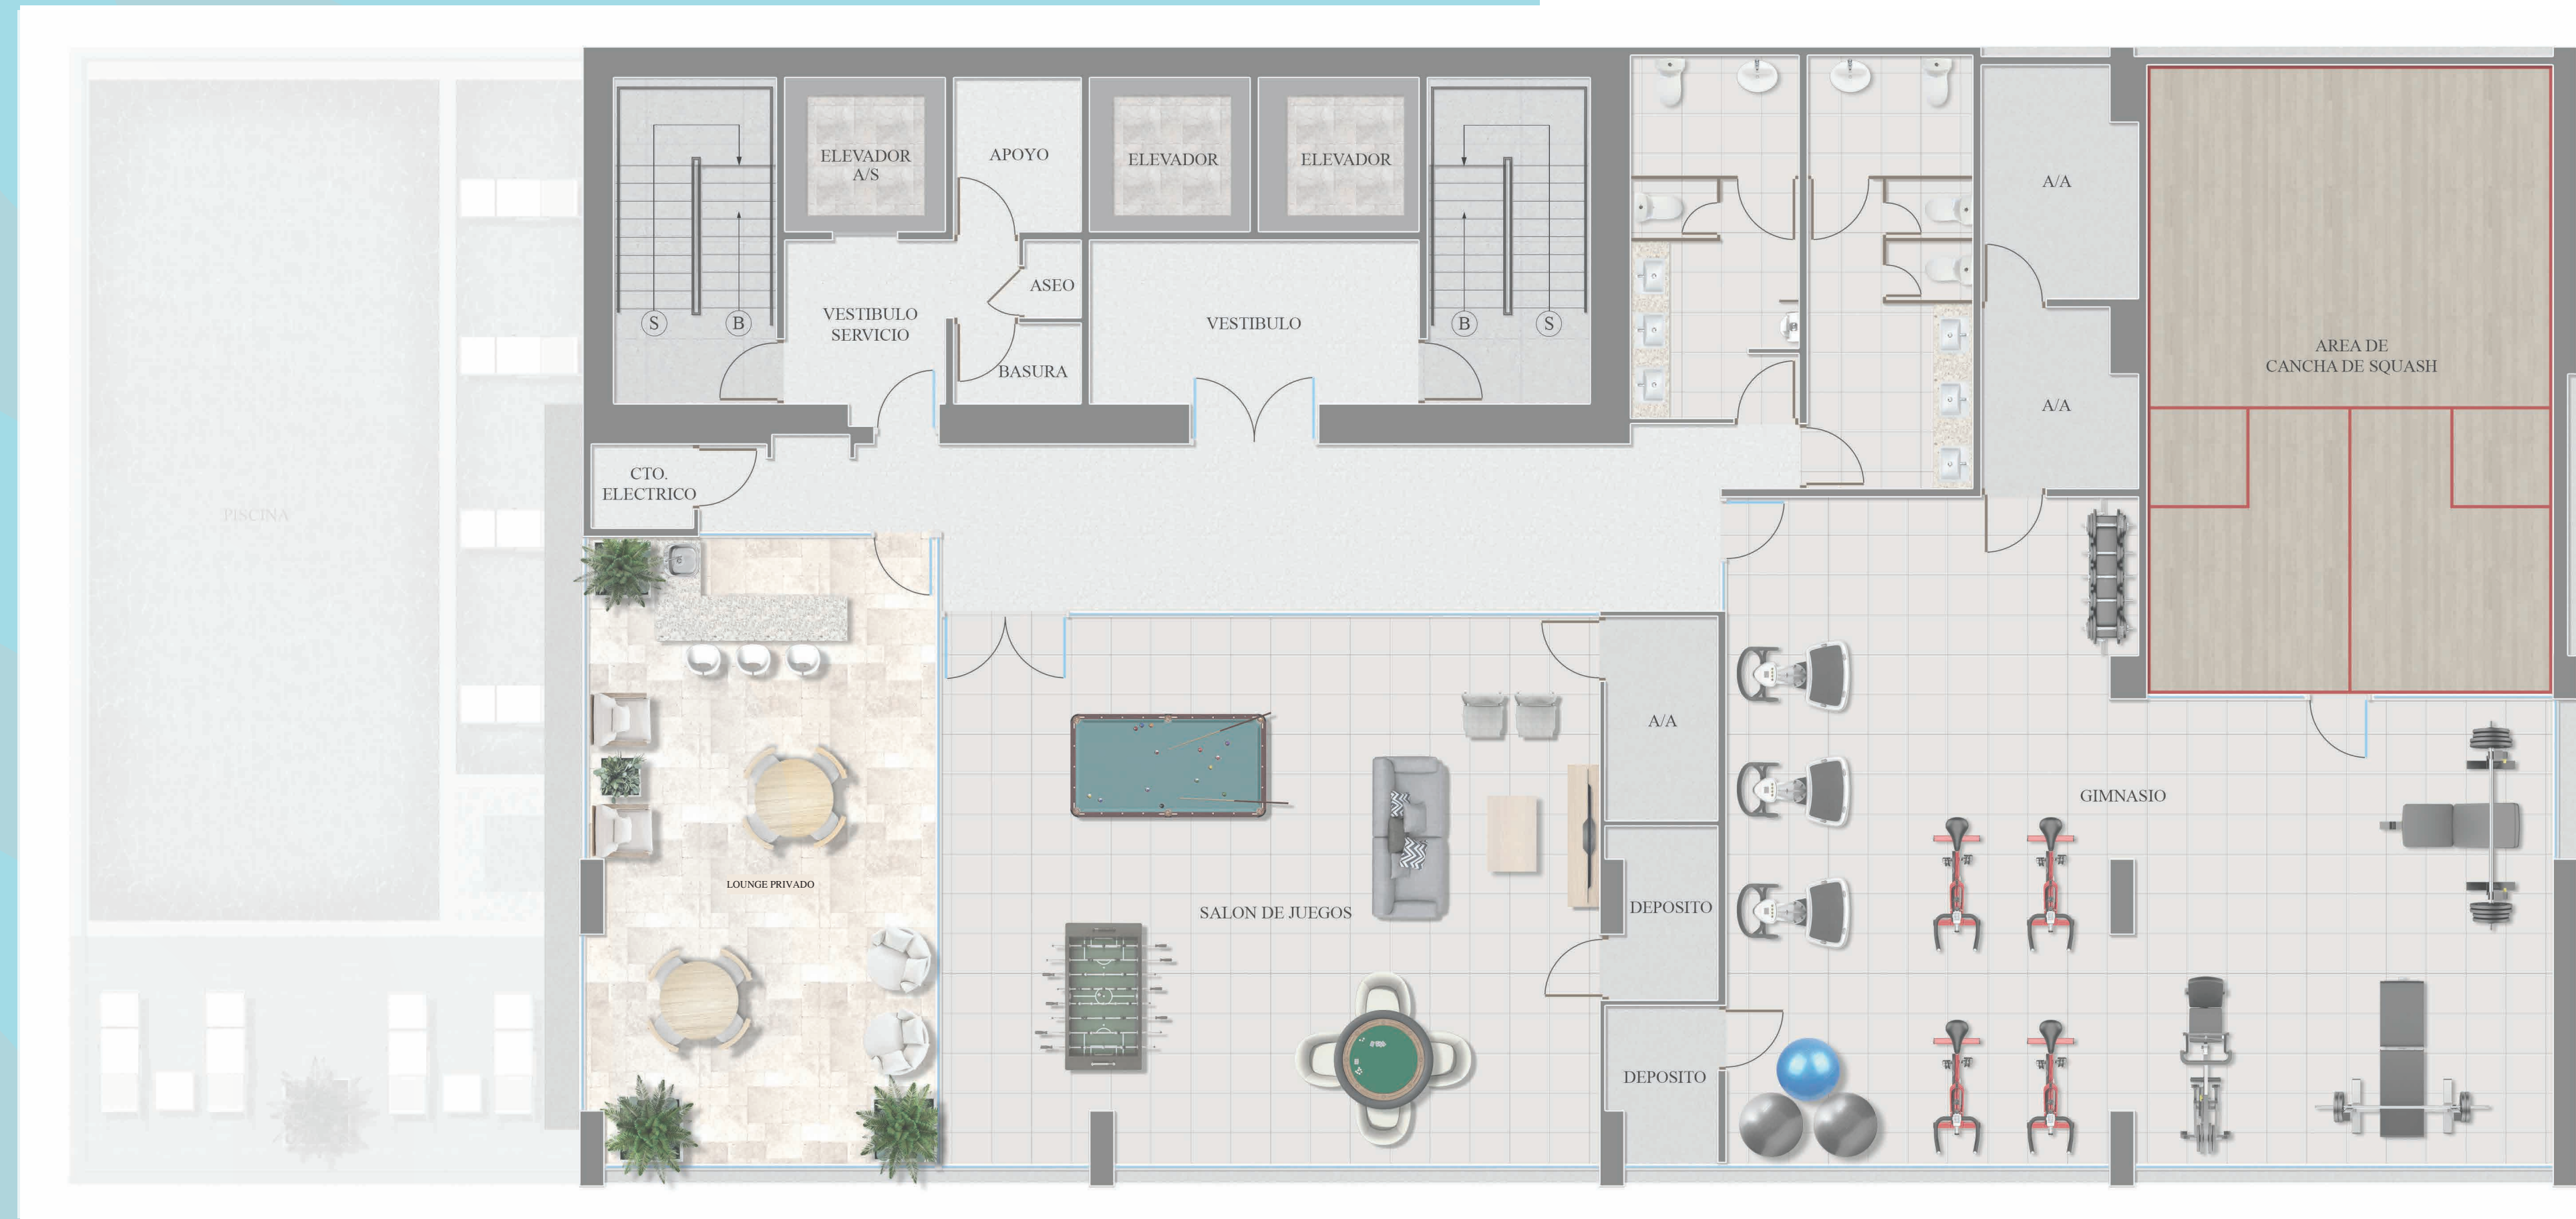 ELEVADOR
A/S
APOYO
ELEVADOR
ELEVADOR
A/A
ASEO
S
B
VESTIBULO
SERVICIO
VESTIBULO
B
S
BASURA
AREA DE
CANCHA DE SQUASH
A/A
CTO.
ELECTRICO
PISCINA
A/A
GIMNASIO
LOUNGE PRIVADO
SALON DE JUEGOS
DEPOSITO
DEPOSITO